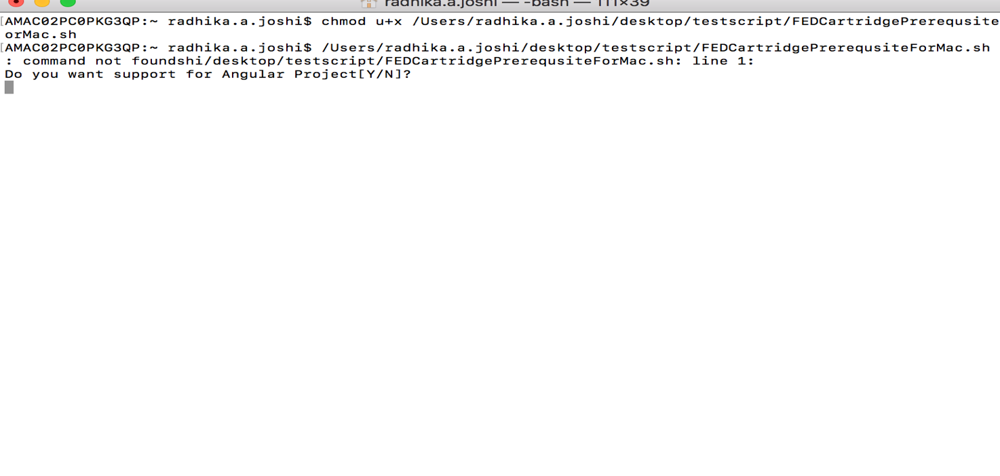 radhika.a.joshi — -bash — 111×39
[AMAC02PC0PKG3QP:~ radhika.a.joshi$ chmod u+x /Users/radhika.a.joshi/desktop/testscript/FEDCartridgePrerequsite
orMac.sh
[AMAC02PC0PKG3QP:~ radhika.a.joshi$ /Users/radhika.a.joshi/desktop/testscript/FEDCartridgePrerequsiteForMac.sh
: command not foundshi/desktop/testscript/FEDCartridgePrerequsiteForMac.sh: line 1:
Do you want support for Angular Project[Y/N]?